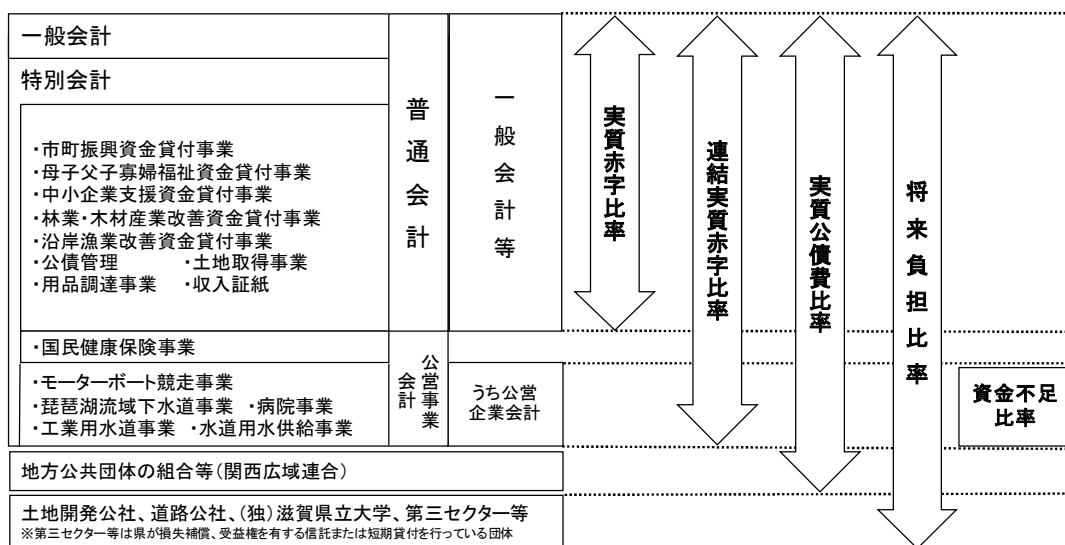 一般会計
特別会計
・市町振興資金貸付事業
・母子父子寡婦福祉資金貸付事業
・中小企業支援資金貸付事業
・林業・木材産業改善資金貸付事業
・沿岸漁業改善資金貸付事業
・公債管理 ・土地取得事業
・用品調達事業 ・収入証紙
普通会計
一般会計等
・国民健康保険事業
・モーターボート競走事業
・琵琶湖流域下水道事業 ・病院事業
・工業用水道事業 ・水道用水供給事業
公営事業
会計
うち公営
企業会計
地方公共団体の組合等(関西広域連合)
土地開発公社、道路公社、(独)滋賀県立大学、第三セクター等
※第三セクター等は県が損失補償、受益権を有する信託または短期貸付を行っている団体
実質赤字比率
連結実質赤字比率
実質公債費比率
将来負担比率
資金不足
比率